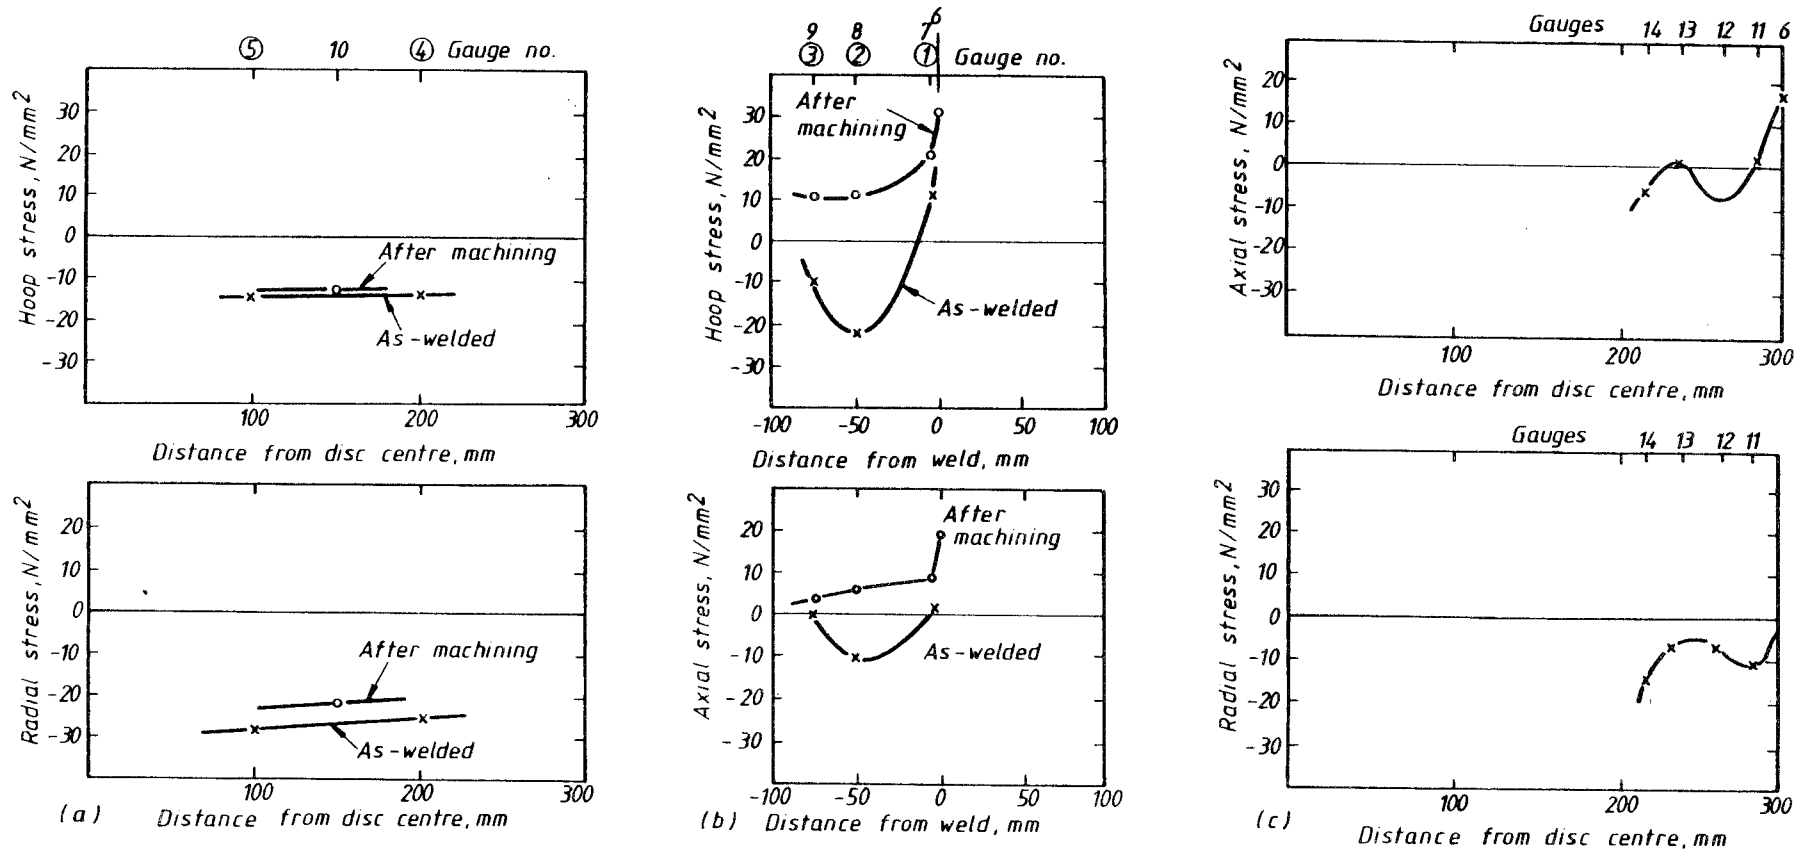 ⑤ 10 ④ Gauge no.
Hoop stress, N/mm²
30
20
10
0
-10
-20
-30
After machining
As-welded
100 200 300
Distance from disc centre, mm
Radial stress, N/mm²
20
10
0
-10
-20
-30
After machining
As-welded
100 200 300
(a) Distance from disc centre, mm
9 8 7 6
③ ② ① Gauge no.
Hoop stress, N/mm²
30
20
10
0
-10
-20
-30
After
machining
As-welded
-100 -50 0 50 100
Distance from weld, mm
Axial stress, N/mm²
20
10
0
-10
-20
-30
After
machining
As-welded
-100 -50 0 50 100
(b) Distance from weld, mm
Gauges 14 13 12 11 6
Axial stress, N/mm²
20
10
0
-10
-20
-30
100 200 300
Distance from disc centre, mm
Gauges 14 13 12 11
Radial stress, N/mm²
30
20
10
0
-10
-20
-30
100 200 300
(c) Distance from disc centre, mm